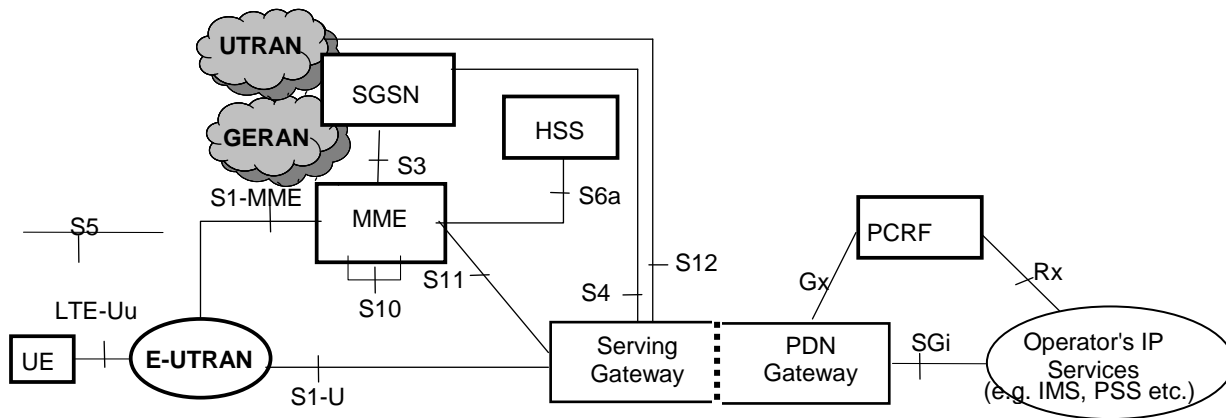 UTRAN
SGSN
HSS
GERAN
S3
S1-MME
S6a
MME
S5
PCRF
S11
S12
Gx
Rx
S10
S4
LTE-Uu
UE
E-UTRAN
Serving
Gateway
PDN
Gateway
SGi
Operator's IP
Services
(e.g. IMS, PSS etc.)
S1-U